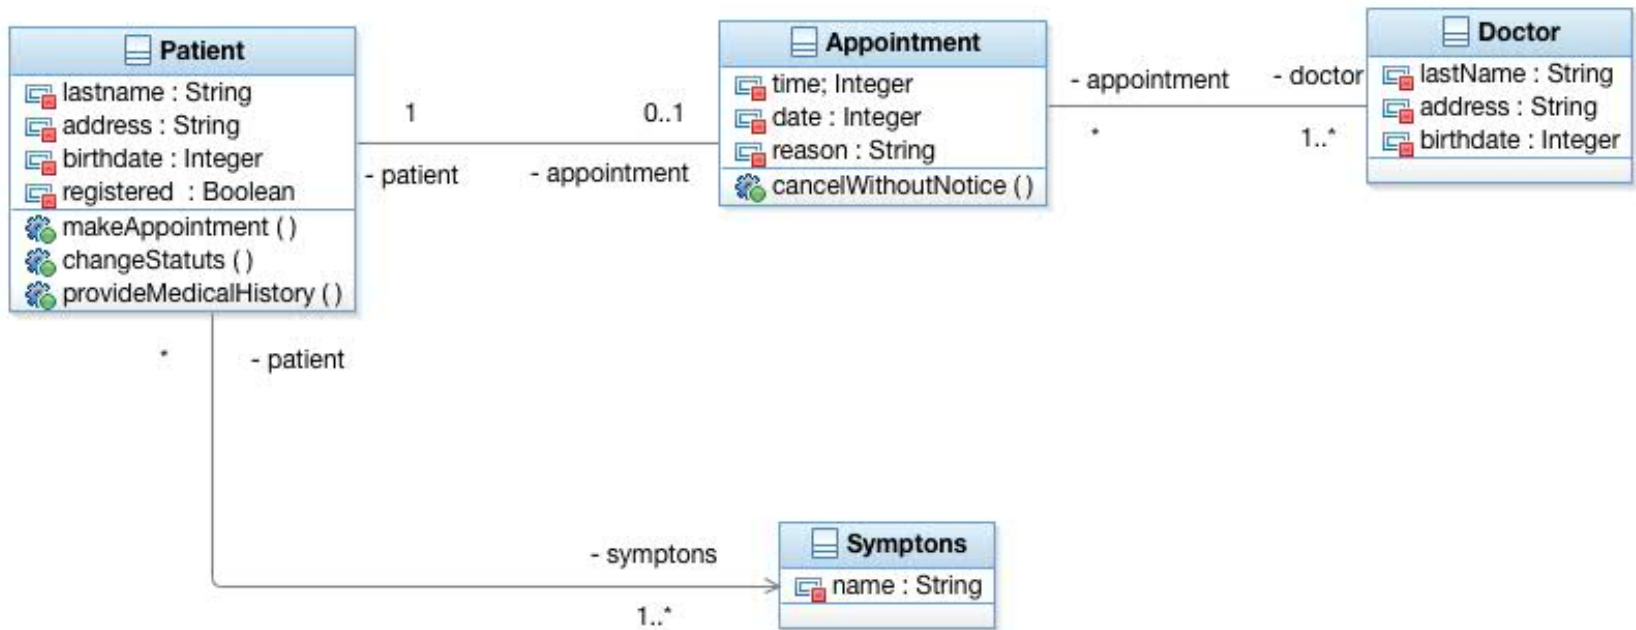 Patient
lastname : String
address : String
birthdate : Integer
registered : Boolean
makeAppointment ( )
changeStatuts ( )
provideMedicalHistory ( )
1
0..1
- patient
- appointment
Appointment
time; Integer
date : Integer
reason : String
cancelWithoutNotice ( )
- appointment
- doctor
*
1..*
Doctor
lastName : String
address : String
birthdate : Integer
*
- patient
- symptons
1..*
Symptons
name : String